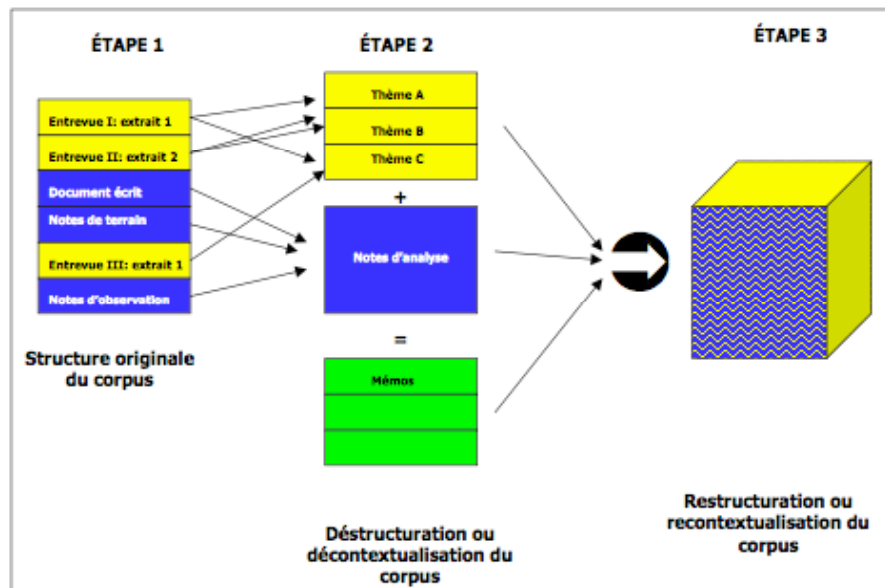 ÉTAPE 1
Entrevue I: extrait 1
Entrevue II: extrait 2
Document écrit
Notes de terrain
Entrevue III: extrait 1
Notes d'observation
Structure originale
du corpus
ÉTAPE 2
Thème A
Thème B
Thème C
+
Notes d'analyse
=
Mémos
Déstructuration ou
décontextualisation du
corpus
ÉTAPE 3
Restructuration ou
recontextualisation du
corpus